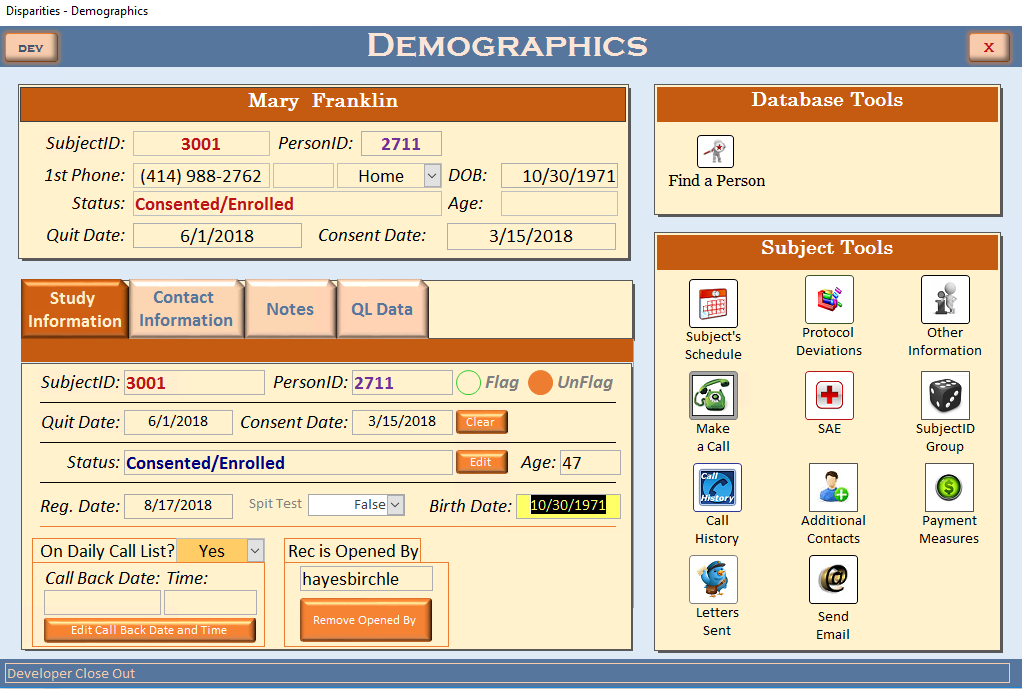 Disparities - Demographics
DEV
DEMOGRAPHICS
X
Mary Franklin
SubjectID: 3001 PersonID: 2711
1st Phone: (414) 988-2762 Home DOB: 10/30/1971
Status: Consented/Enrolled Age:
Quit Date: 6/1/2018 Consent Date: 3/15/2018
Database Tools
Find a Person
Study
Information
Contact
Information
Notes
QL Data
SubjectID: 3001 PersonID: 2711 Flag UnFlag
Quit Date: 6/1/2018 Consent Date: 3/15/2018 Clear
Status: Consented/Enrolled Edit Age: 47
Reg. Date: 8/17/2018 Spit Test False Birth Date: 10/30/1971
On Daily Call List? Yes
Call Back Date: Time:
Edit Call Back Date and Time
Rec is Opened By
hayesbirchle
Remove Opened By
Subject Tools
Subject's
Schedule
Protocol
Deviations
Other
Information
Make
a Call
SAE
SubjectID
Group
Call
History
Call
History
Additional
Contacts
$
Payment
Measures
Letters
Sent
@
Send
Email
Developer Close Out